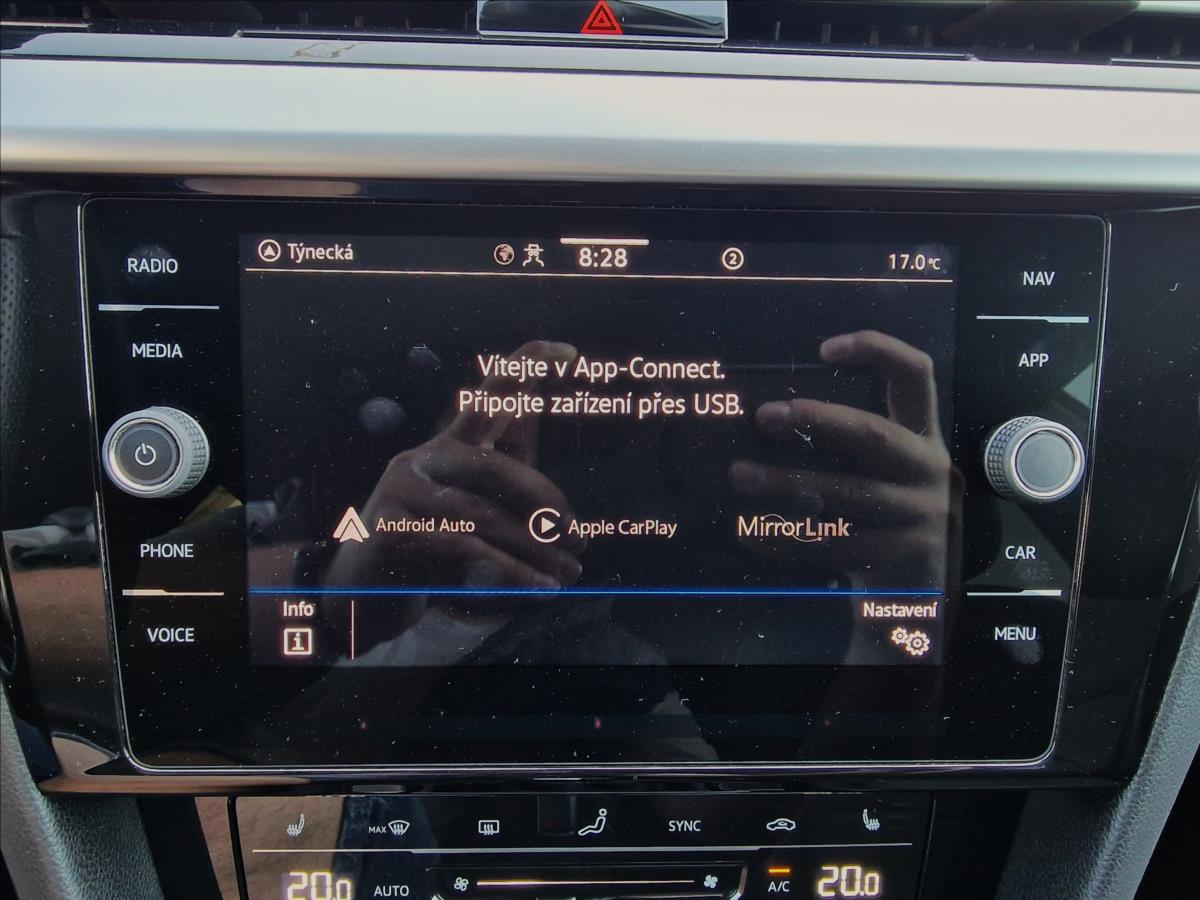 Týnecká
8:28
2
17.0°C
RADIO
MEDIA
PHONE
VOICE
NAV
APP
CAR
MENU
Vítejte v App-Connect.
Připojte zařízení přes USB.
Android Auto
Apple CarPlay
MirrorLink
Info
i
Nastavení
MAX
SYNC
20.0
AUTO
A/C
20.0